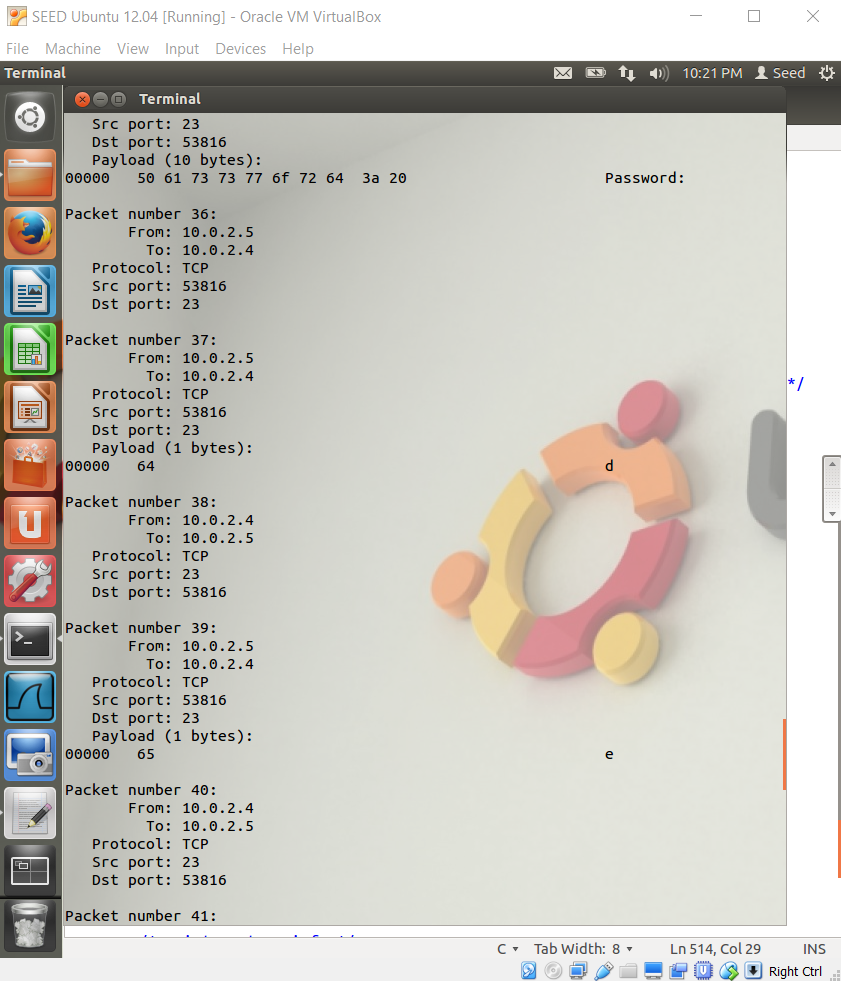 SEED Ubuntu 12.04 [Running] - Oracle VM VirtualBox
File Machine View Input Devices Help
Terminal 10:21 PM Seed
Terminal
Src port: 23
Dst port: 53816
Payload (10 bytes):
00000 50 61 73 73 77 6f 72 64 3a 20 Password:
Packet number 36:
From: 10.0.2.5
To: 10.0.2.4
Protocol: TCP
Src port: 53816
Dst port: 23
Packet number 37:
From: 10.0.2.5
To: 10.0.2.4
Protocol: TCP
Src port: 53816
Dst port: 23
Payload (1 bytes):
00000 64 d
*/
Packet number 38:
From: 10.0.2.4
To: 10.0.2.5
Protocol: TCP
Src port: 23
Dst port: 53816
Packet number 39:
From: 10.0.2.5
To: 10.0.2.4
Protocol: TCP
Src port: 53816
Dst port: 23
Payload (1 bytes):
00000 65 e
Packet number 40:
From: 10.0.2.4
To: 10.0.2.5
Protocol: TCP
Src port: 23
Dst port: 53816
Packet number 41:
C Tab Width: 8 Ln 514, Col 29 INS
Right Ctrl